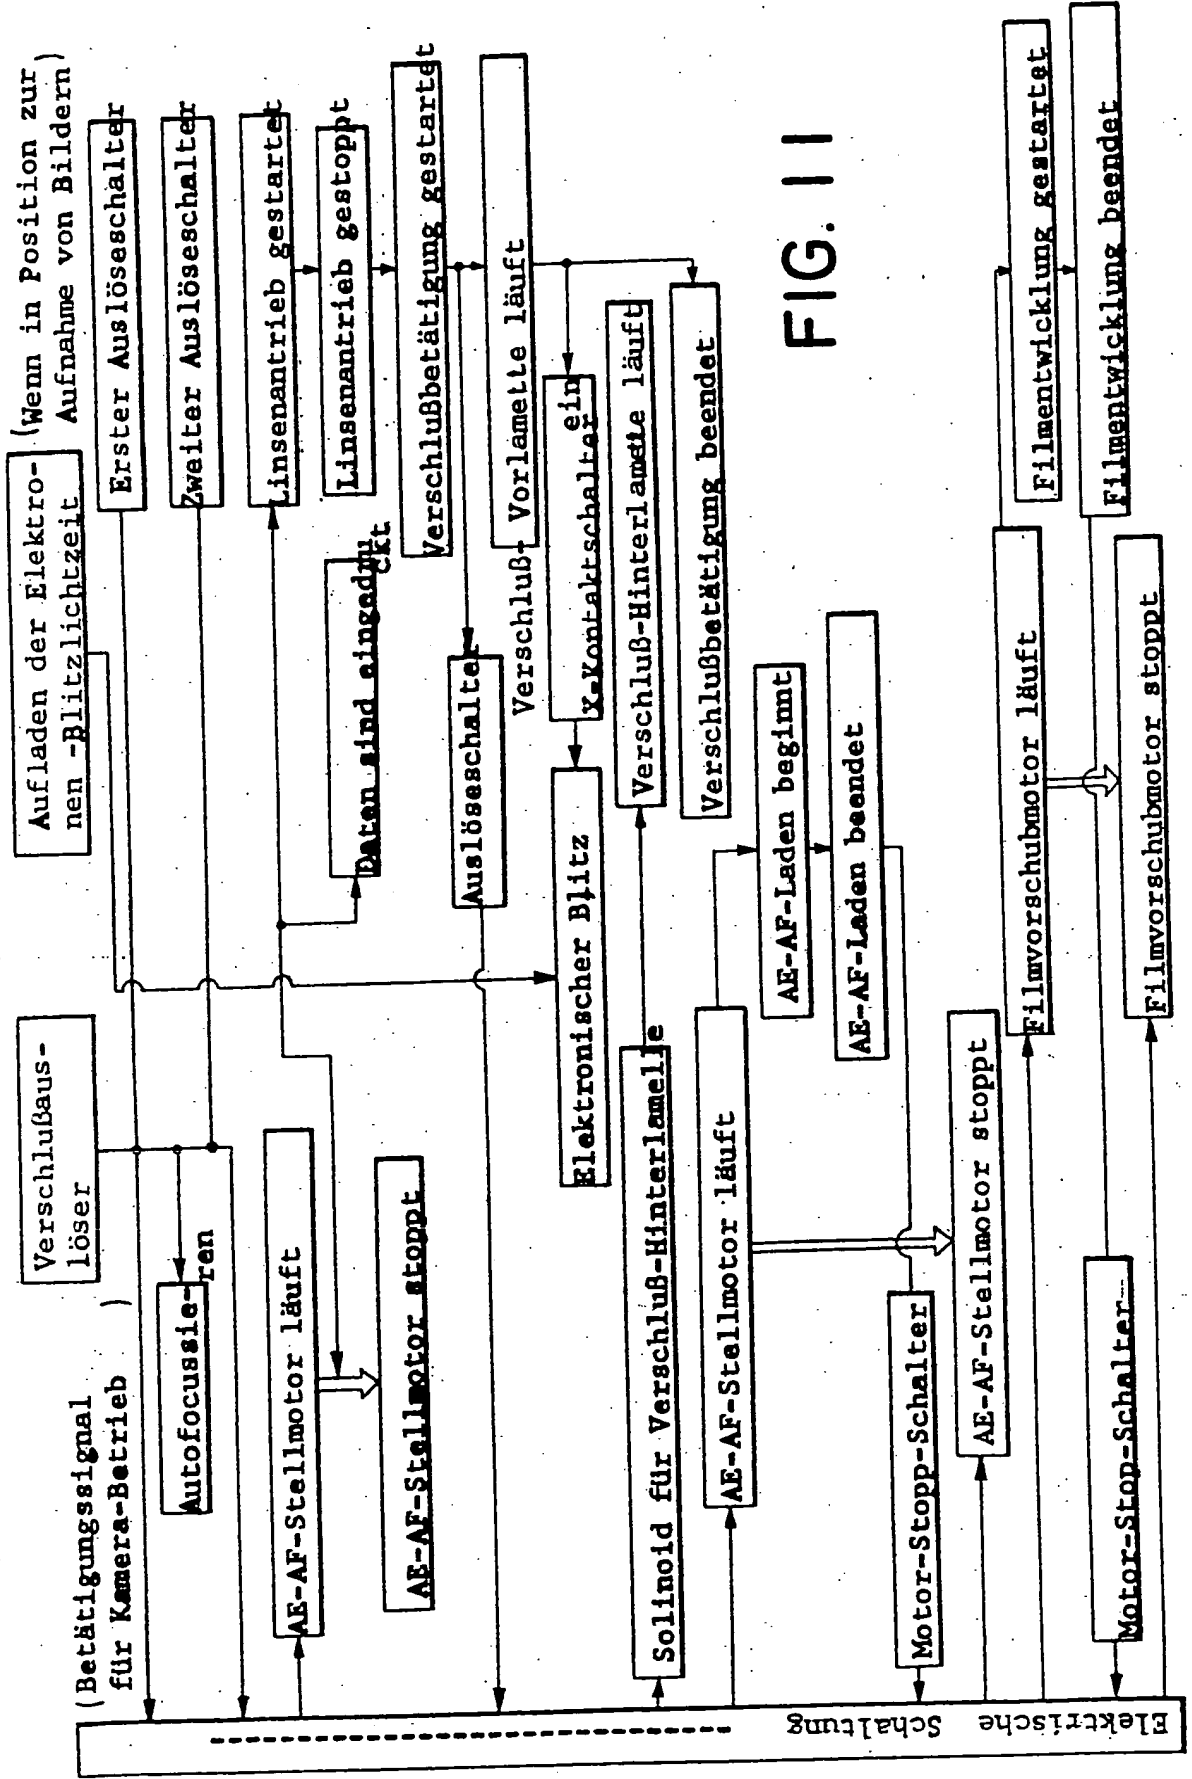 (Betätigungssignal
für Kamera-Betrieb )
Verschlußaus-
löser
Aufladen der Elektro-
nen -Blitzlichtzeit
(Wenn in Position zur
Aufnahme von Bildern)
Erster Auslöseschalter
Zweiter Auslöseschalter
Autofocussie-
ren
AE-AF-Stellmotor läuft
Linsenantrieb gestartet
Linsenantrieb gestoppt
Daten sind eingedru
ckt
AE-AF-Stellmotor stoppt
Verschlußbetätigung gestartet
Auslöseschalter
Verschluß- Vorlamette läuft
X-Kontaktschalter
ein
Elektronischer Blitz
Solinoid für Verschluß-Hinterlamelle
Verschluß-Hinterlamelle läuft
Verschlußbetätigung beendet
AE-AF-Stellmotor läuft
AE-AF-Laden beginnt
AE-AF-Laden beendet
Motor-Stopp-Schalter
AE-AF-Stellmotor stoppt
Filmvorschubmotor läuft
Filmentwicklung gestartet
Filmentwicklung beendet
Motor-Stop-Schalter
Filmvorschubmotor stoppt
Elektrische
Schaltung
FIG. 11